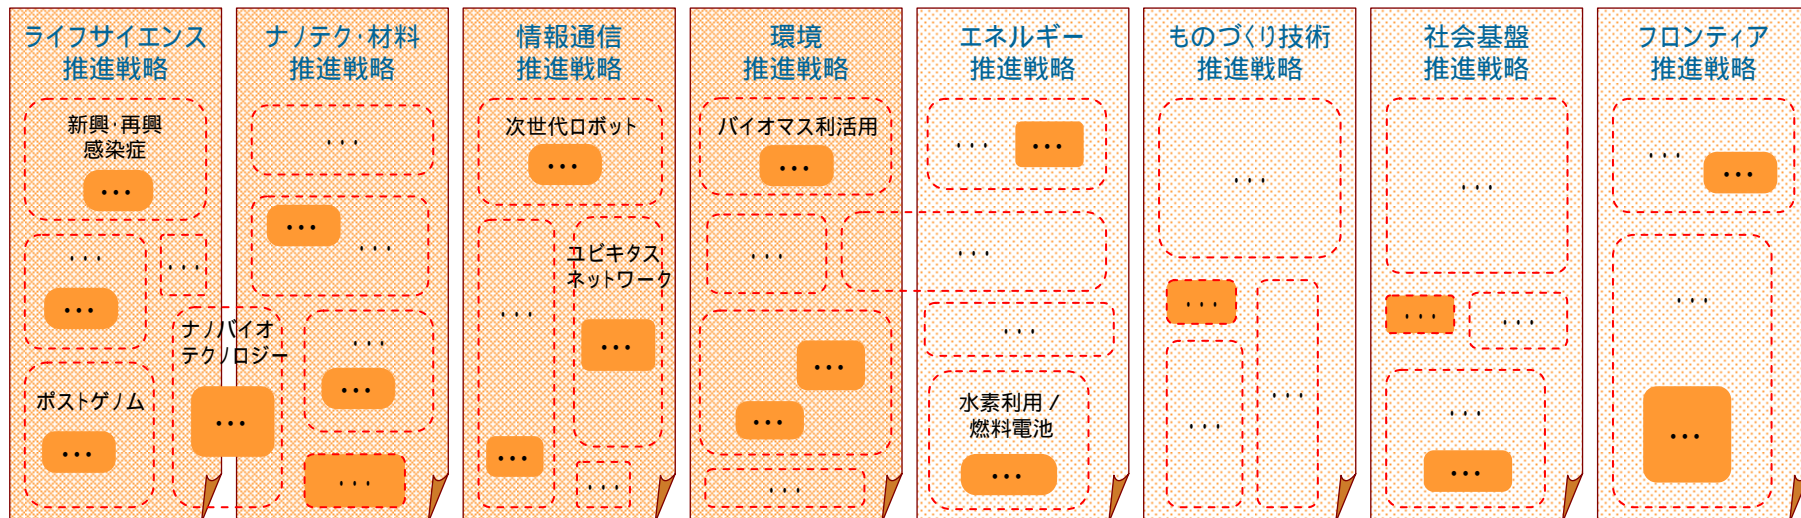 ライフサイエンス
推進戦略
新興・再興
感染症
・・・
・・・
・・・
・・・
ナノバイオ
テクノロジー
・・・
ポストゲノム
・・・
ナノテク・材料
推進戦略
・・・
・・・
・・・
・・・
・・・
・・・
情報通信
推進戦略
次世代ロボット
・・・
ユビキタス
ネットワーク
・・・
・・・
・・・
・・・
環境
推進戦略
バイオマス利活用
・・・
・・・
・・・
・・・
・・・
エネルギー
推進戦略
・・・
・・・
・・・
・・・
水素利用/
燃料電池
・・・
ものづくり技術
推進戦略
・・・
・・・
・・・
・・・
社会基盤
推進戦略
・・・
・・・
・・・
・・・
・・・
フロンティア
推進戦略
・・・
・・・
・・・
・・・